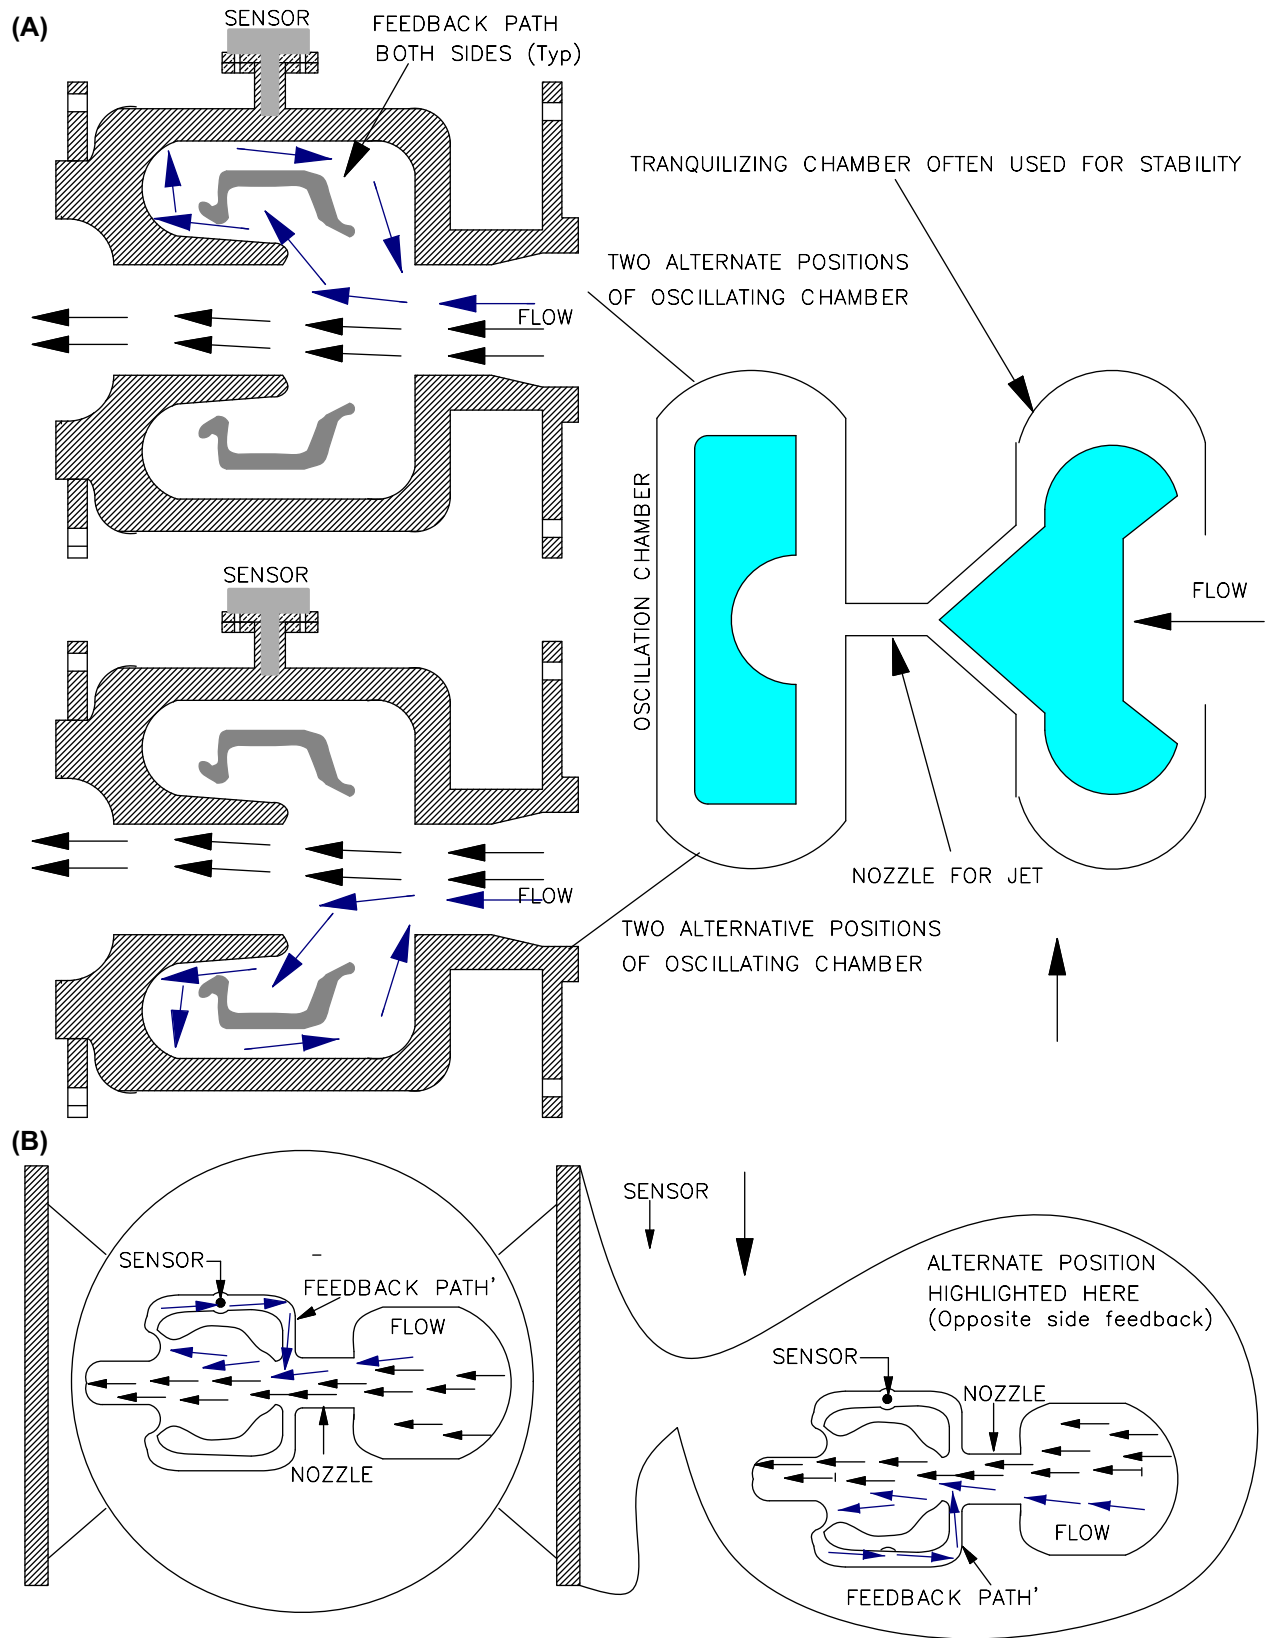 (A)
SENSOR
FEEDBACK PATH
BOTH SIDES (Typ)
TRANQUILIZING CHAMBER OFTEN USED FOR STABILITY
TWO ALTERNATE POSITIONS
OF OSCILLATING CHAMBER
FLOW
OSCILLATION CHAMBER
FLOW
SENSOR
NOZZLE FOR JET
FLOW
TWO ALTERNATIVE POSITIONS
OF OSCILLATING CHAMBER
(B)
SENSOR
FEEDBACK PATH'
FLOW
NOZZLE
SENSOR
ALTERNATE POSITION
HIGHLIGHTED HERE
(Opposite side feedback)
SENSOR
NOZZLE
FLOW
FEEDBACK PATH'